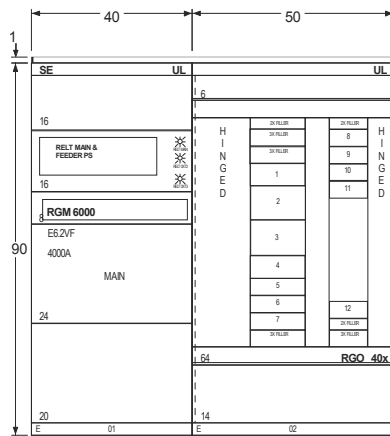 40
50
1
SE
UL
UL
6
16
2X FILLER
3X FILLER
3X FILLER
1
2
3
4
5
6
7
3X FILLER
2X FILLER
8
9
10
11
12
2X FILLER
3X FILLER
HINGED
HINGED
RELT MAIN &
FEEDER PS
16
RGM 6000
8
E6.2VF
4000A
MAIN
90
24
64
RGO 40x
20
14
E
01
E
02